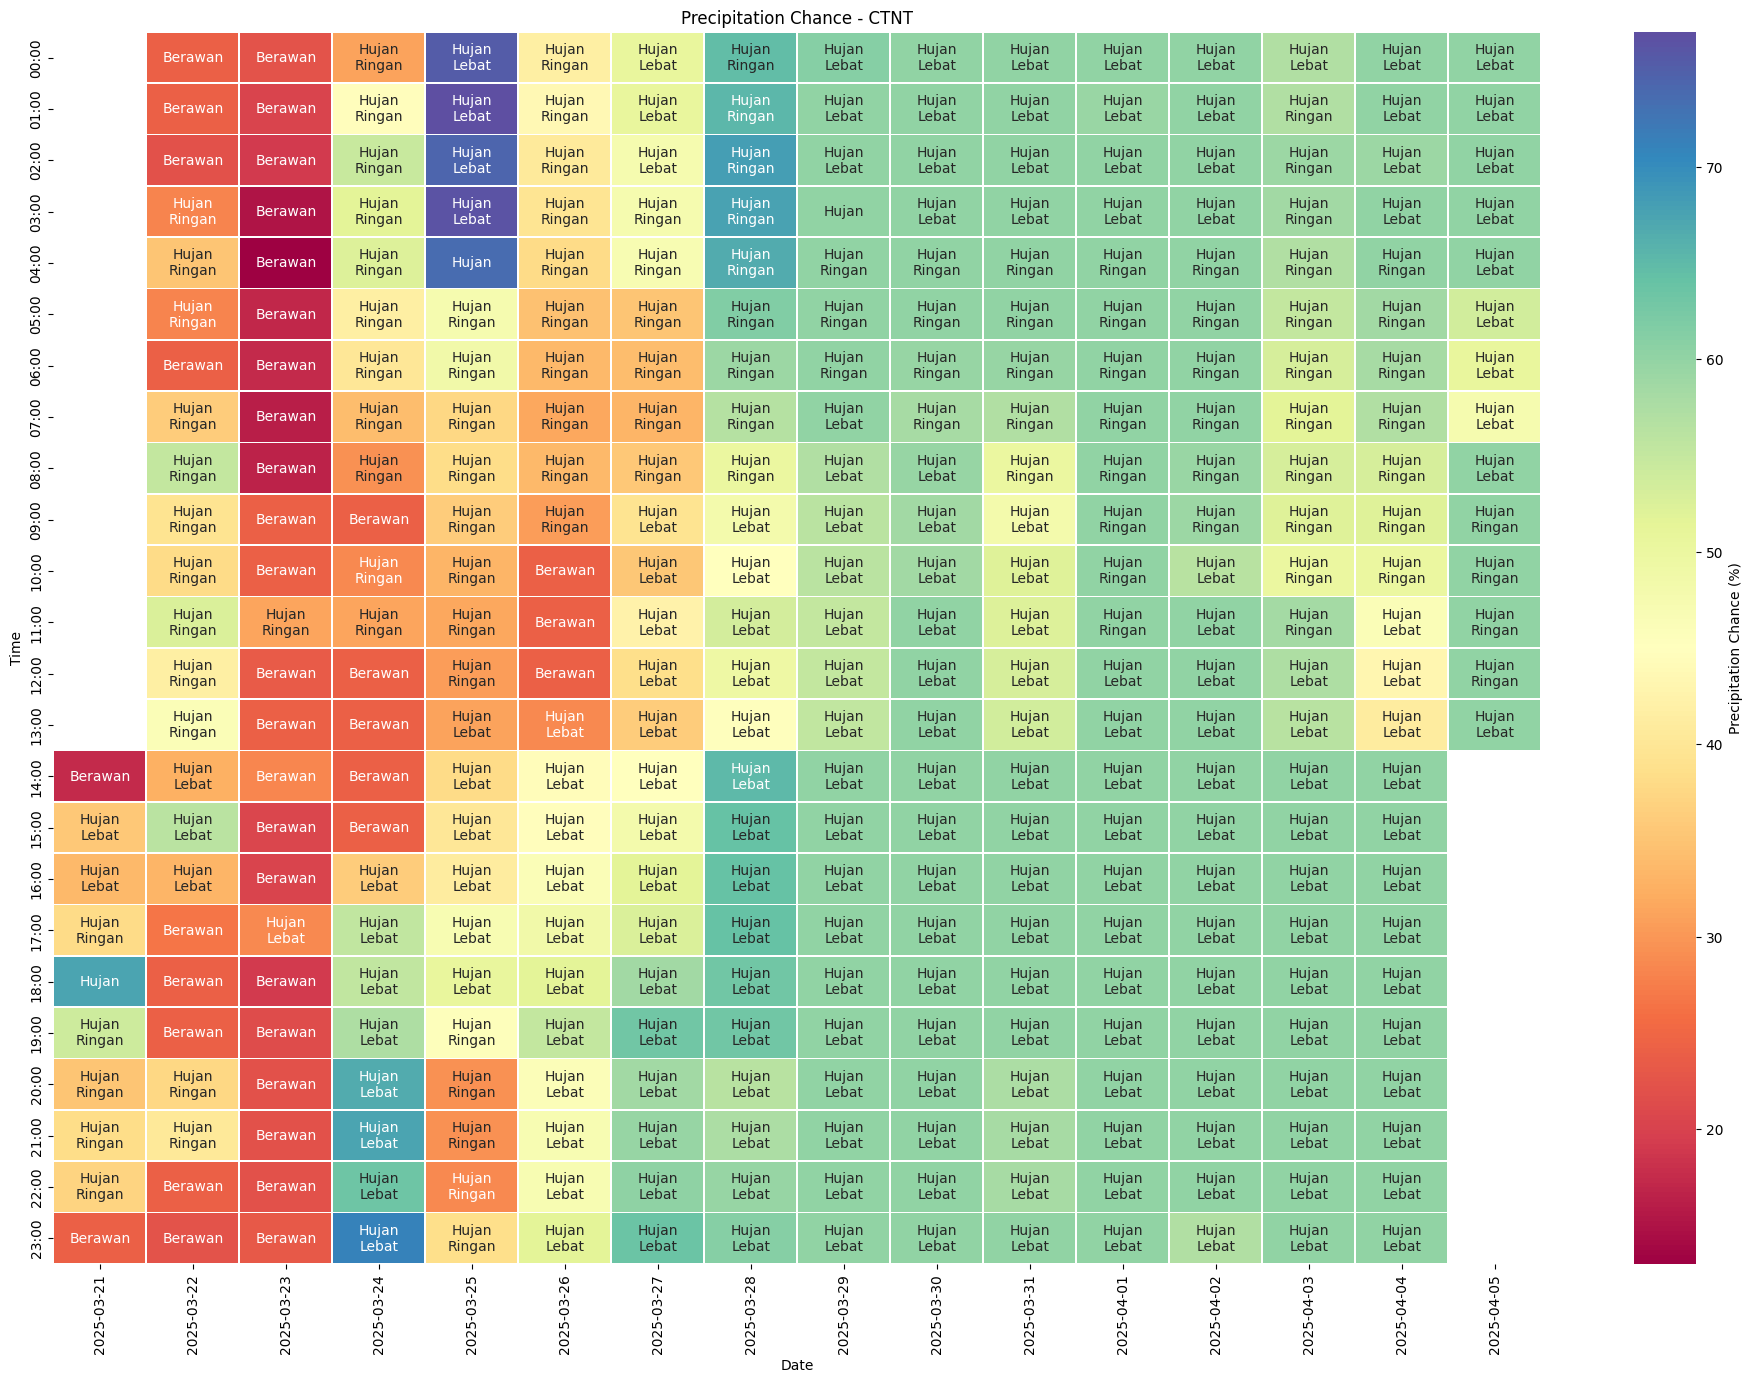 Precipitation Chance - CTNT
00:00 Berawan Berawan Hujan Ringan Hujan Lebat Hujan Ringan Hujan Lebat Hujan Ringan Hujan Lebat Hujan Lebat Hujan Lebat Hujan Lebat Hujan Lebat Hujan Lebat Hujan Lebat Hujan Lebat
01:00 Berawan Berawan Hujan Ringan Hujan Lebat Hujan Ringan Hujan Lebat Hujan Ringan Hujan Lebat Hujan Lebat Hujan Lebat Hujan Lebat Hujan Lebat Hujan Ringan Hujan Lebat Hujan Lebat
02:00 Berawan Berawan Hujan Ringan Hujan Lebat Hujan Ringan Hujan Lebat Hujan Ringan Hujan Lebat Hujan Lebat Hujan Lebat Hujan Lebat Hujan Lebat Hujan Ringan Hujan Lebat Hujan Lebat
03:00 Hujan Ringan Berawan Hujan Ringan Hujan Lebat Hujan Ringan Hujan Ringan Hujan Ringan Hujan Hujan Lebat Hujan Lebat Hujan Lebat Hujan Lebat Hujan Ringan Hujan Lebat Hujan Lebat
04:00 Hujan Ringan Berawan Hujan Ringan Hujan Hujan Ringan Hujan Ringan Hujan Ringan Hujan Ringan Hujan Ringan Hujan Ringan Hujan Ringan Hujan Ringan Hujan Ringan Hujan Ringan Hujan Lebat
05:00 Hujan Ringan Berawan Hujan Ringan Hujan Ringan Hujan Ringan Hujan Ringan Hujan Ringan Hujan Ringan Hujan Ringan Hujan Ringan Hujan Ringan Hujan Ringan Hujan Ringan Hujan Ringan Hujan Lebat
06:00 Berawan Berawan Hujan Ringan Hujan Ringan Hujan Ringan Hujan Ringan Hujan Ringan Hujan Ringan Hujan Ringan Hujan Ringan Hujan Ringan Hujan Ringan Hujan Ringan Hujan Ringan Hujan Lebat
07:00 Hujan Ringan Berawan Hujan Ringan Hujan Ringan Hujan Ringan Hujan Ringan Hujan Ringan Hujan Lebat Hujan Ringan Hujan Ringan Hujan Ringan Hujan Ringan Hujan Ringan Hujan Ringan Hujan Lebat
08:00 Hujan Ringan Berawan Hujan Ringan Hujan Ringan Hujan Ringan Hujan Ringan Hujan Ringan Hujan Lebat Hujan Lebat Hujan Ringan Hujan Ringan Hujan Ringan Hujan Ringan Hujan Ringan Hujan Lebat
09:00 Hujan Ringan Berawan Berawan Hujan Ringan Hujan Ringan Hujan Lebat Hujan Lebat Hujan Lebat Hujan Lebat Hujan Lebat Hujan Ringan Hujan Ringan Hujan Ringan Hujan Ringan Hujan Ringan
10:00 Hujan Ringan Berawan Hujan Ringan Hujan Ringan Berawan Hujan Lebat Hujan Lebat Hujan Lebat Hujan Lebat Hujan Lebat Hujan Ringan Hujan Lebat Hujan Ringan Hujan Ringan Hujan Ringan
11:00 Hujan Ringan Hujan Ringan Hujan Ringan Hujan Ringan Berawan Hujan Lebat Hujan Lebat Hujan Lebat Hujan Lebat Hujan Lebat Hujan Ringan Hujan Lebat Hujan Ringan Hujan Lebat Hujan Ringan
12:00 Hujan Ringan Berawan Berawan Hujan Ringan Berawan Hujan Lebat Hujan Lebat Hujan Lebat Hujan Lebat Hujan Lebat Hujan Lebat Hujan Lebat Hujan Lebat Hujan Lebat Hujan Ringan
13:00 Hujan Ringan Berawan Berawan Hujan Lebat Hujan Lebat Hujan Lebat Hujan Lebat Hujan Lebat Hujan Lebat Hujan Lebat Hujan Lebat Hujan Lebat Hujan Lebat Hujan Lebat Hujan Lebat
14:00 Berawan Hujan Lebat Berawan Berawan Hujan Lebat Hujan Lebat Hujan Lebat Hujan Lebat Hujan Lebat Hujan Lebat Hujan Lebat Hujan Lebat Hujan Lebat Hujan Lebat Hujan Lebat
15:00 Hujan Lebat Hujan Lebat Berawan Berawan Hujan Lebat Hujan Lebat Hujan Lebat Hujan Lebat Hujan Lebat Hujan Lebat Hujan Lebat Hujan Lebat Hujan Lebat Hujan Lebat Hujan Lebat
16:00 Hujan Lebat Hujan Lebat Berawan Hujan Lebat Hujan Lebat Hujan Lebat Hujan Lebat Hujan Lebat Hujan Lebat Hujan Lebat Hujan Lebat Hujan Lebat Hujan Lebat Hujan Lebat Hujan Lebat
17:00 Hujan Ringan Berawan Hujan Lebat Hujan Lebat Hujan Lebat Hujan Lebat Hujan Lebat Hujan Lebat Hujan Lebat Hujan Lebat Hujan Lebat Hujan Lebat Hujan Lebat Hujan Lebat Hujan Lebat
18:00 Hujan Berawan Berawan Hujan Lebat Hujan Lebat Hujan Lebat Hujan Lebat Hujan Lebat Hujan Lebat Hujan Lebat Hujan Lebat Hujan Lebat Hujan Lebat Hujan Lebat Hujan Lebat
19:00 Hujan Ringan Berawan Berawan Hujan Lebat Hujan Ringan Hujan Lebat Hujan Lebat Hujan Lebat Hujan Lebat Hujan Lebat Hujan Lebat Hujan Lebat Hujan Lebat Hujan Lebat Hujan Lebat
20:00 Hujan Ringan Hujan Ringan Berawan Hujan Lebat Hujan Ringan Hujan Lebat Hujan Lebat Hujan Lebat Hujan Lebat Hujan Lebat Hujan Lebat Hujan Lebat Hujan Lebat Hujan Lebat Hujan Lebat
21:00 Hujan Ringan Hujan Ringan Berawan Hujan Lebat Hujan Ringan Hujan Lebat Hujan Lebat Hujan Lebat Hujan Lebat Hujan Lebat Hujan Lebat Hujan Lebat Hujan Lebat Hujan Lebat Hujan Lebat
22:00 Hujan Ringan Berawan Berawan Hujan Lebat Hujan Ringan Hujan Lebat Hujan Lebat Hujan Lebat Hujan Lebat Hujan Lebat Hujan Lebat Hujan Lebat Hujan Lebat Hujan Lebat Hujan Lebat
23:00 Berawan Berawan Berawan Hujan Lebat Hujan Ringan Hujan Lebat Hujan Lebat Hujan Lebat Hujan Lebat Hujan Lebat Hujan Lebat Hujan Lebat Hujan Lebat Hujan Lebat Hujan Lebat
Time
2025-03-21 2025-03-22 2025-03-23 2025-03-24 2025-03-25 2025-03-26 2025-03-27 2025-03-28 2025-03-29 2025-03-30 2025-03-31 2025-04-01 2025-04-02 2025-04-03 2025-04-04 2025-04-05
Date
70
60
50
40
30
20
Precipitation Chance (%)